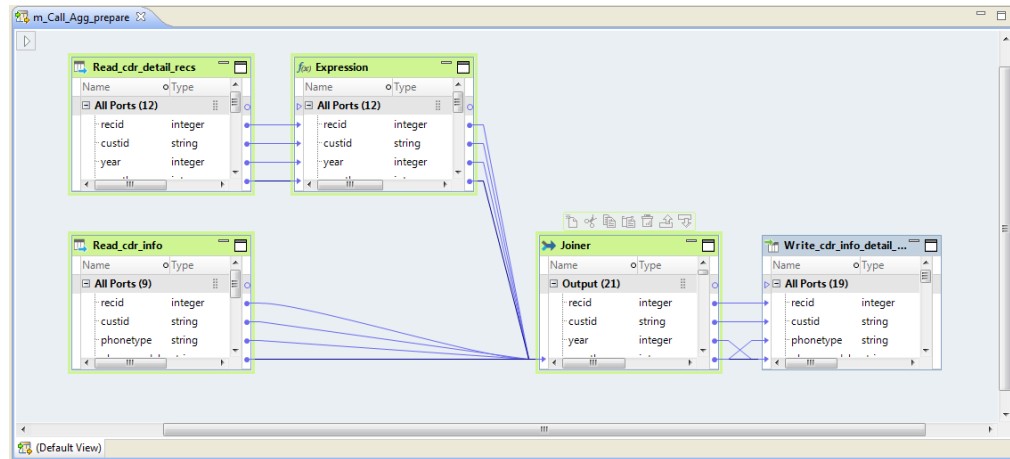 m_Call_Agg_prepare
Read_cdr_detail_recs
Name Type
All Ports (12)
recid integer
custid string
year integer
f(x) Expression
Name Type
All Ports (12)
recid integer
custid string
year integer
Read_cdr_info
Name Type
All Ports (9)
recid integer
custid string
phonetype string
Joiner
Name Type
Output (21)
recid integer
custid string
year integer
Write_cdr_info_detail_...
Name Type
All Ports (19)
recid integer
custid string
phonetype string
(Default View)